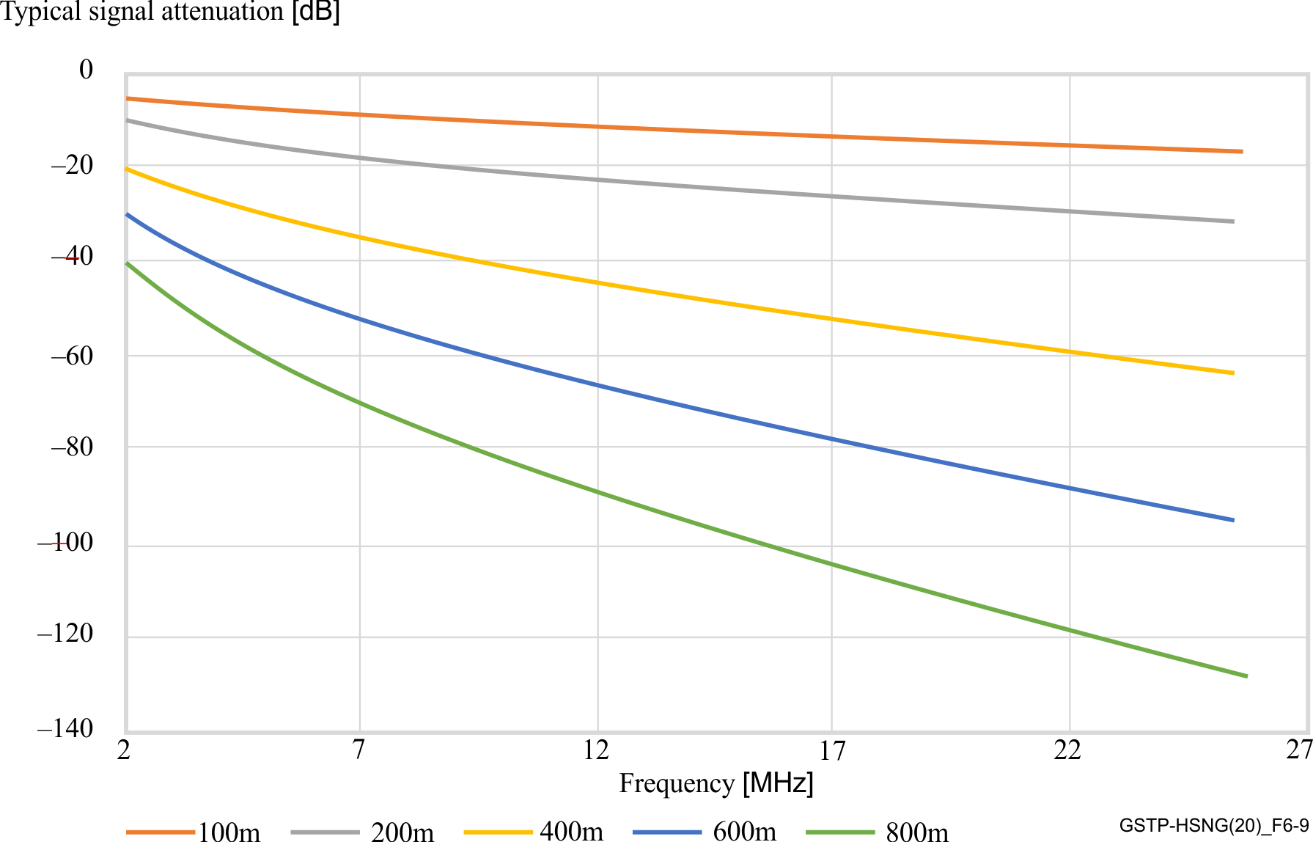 Typical signal attenuation [dB]
0
–20
–40
–60
–80
–100
–120
–140
2 7 12 17 22 27
Frequency [MHz]
100m 200m 400m 600m 800m
GSTP-HSNG(20)_F6-9